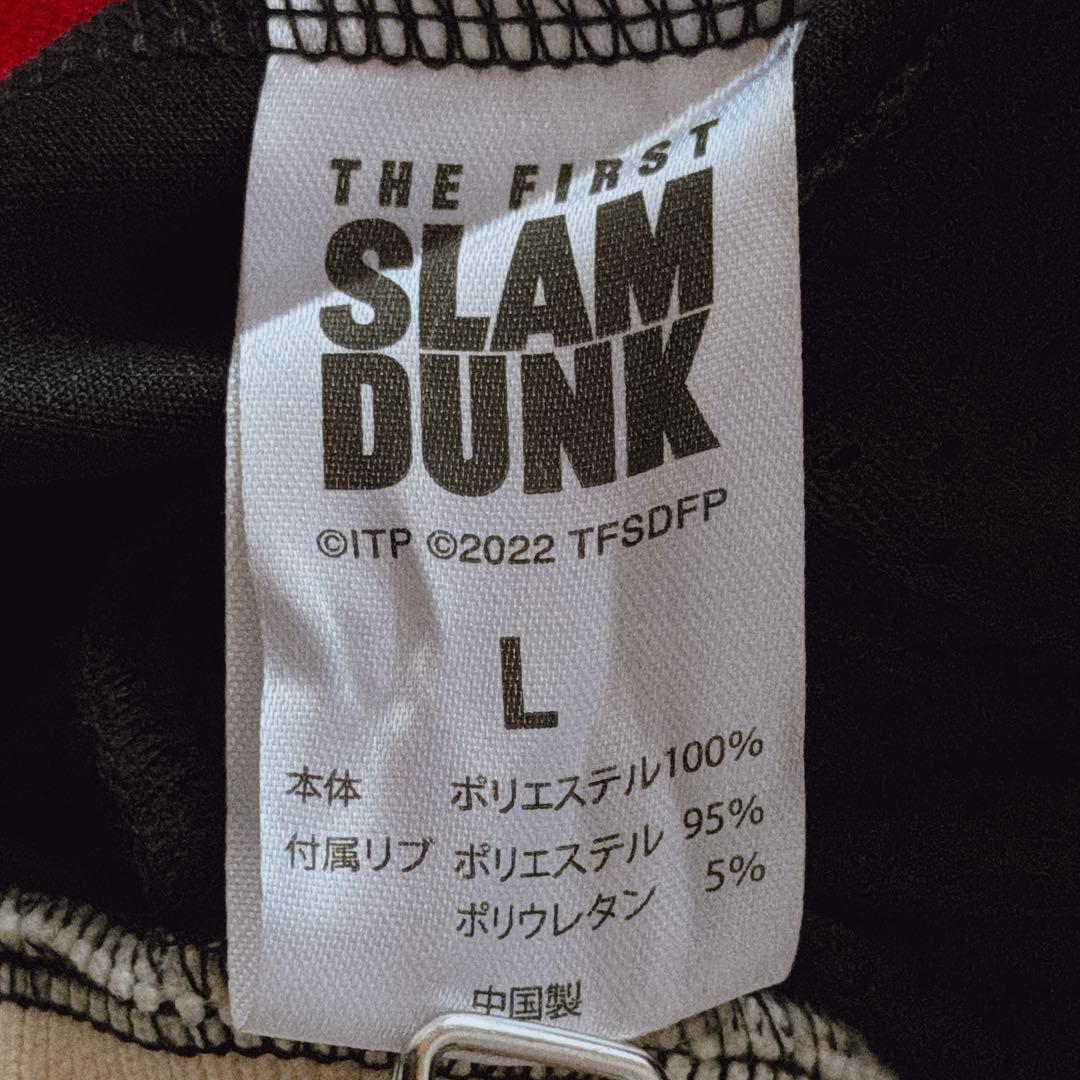 THE FIRST
SLAM
DUNK
©ITP ©2022 TFSDFP
L
本体 ポリエステル100%
付属リブ ポリエステル 95%
ポリウレタン 5%
中国製